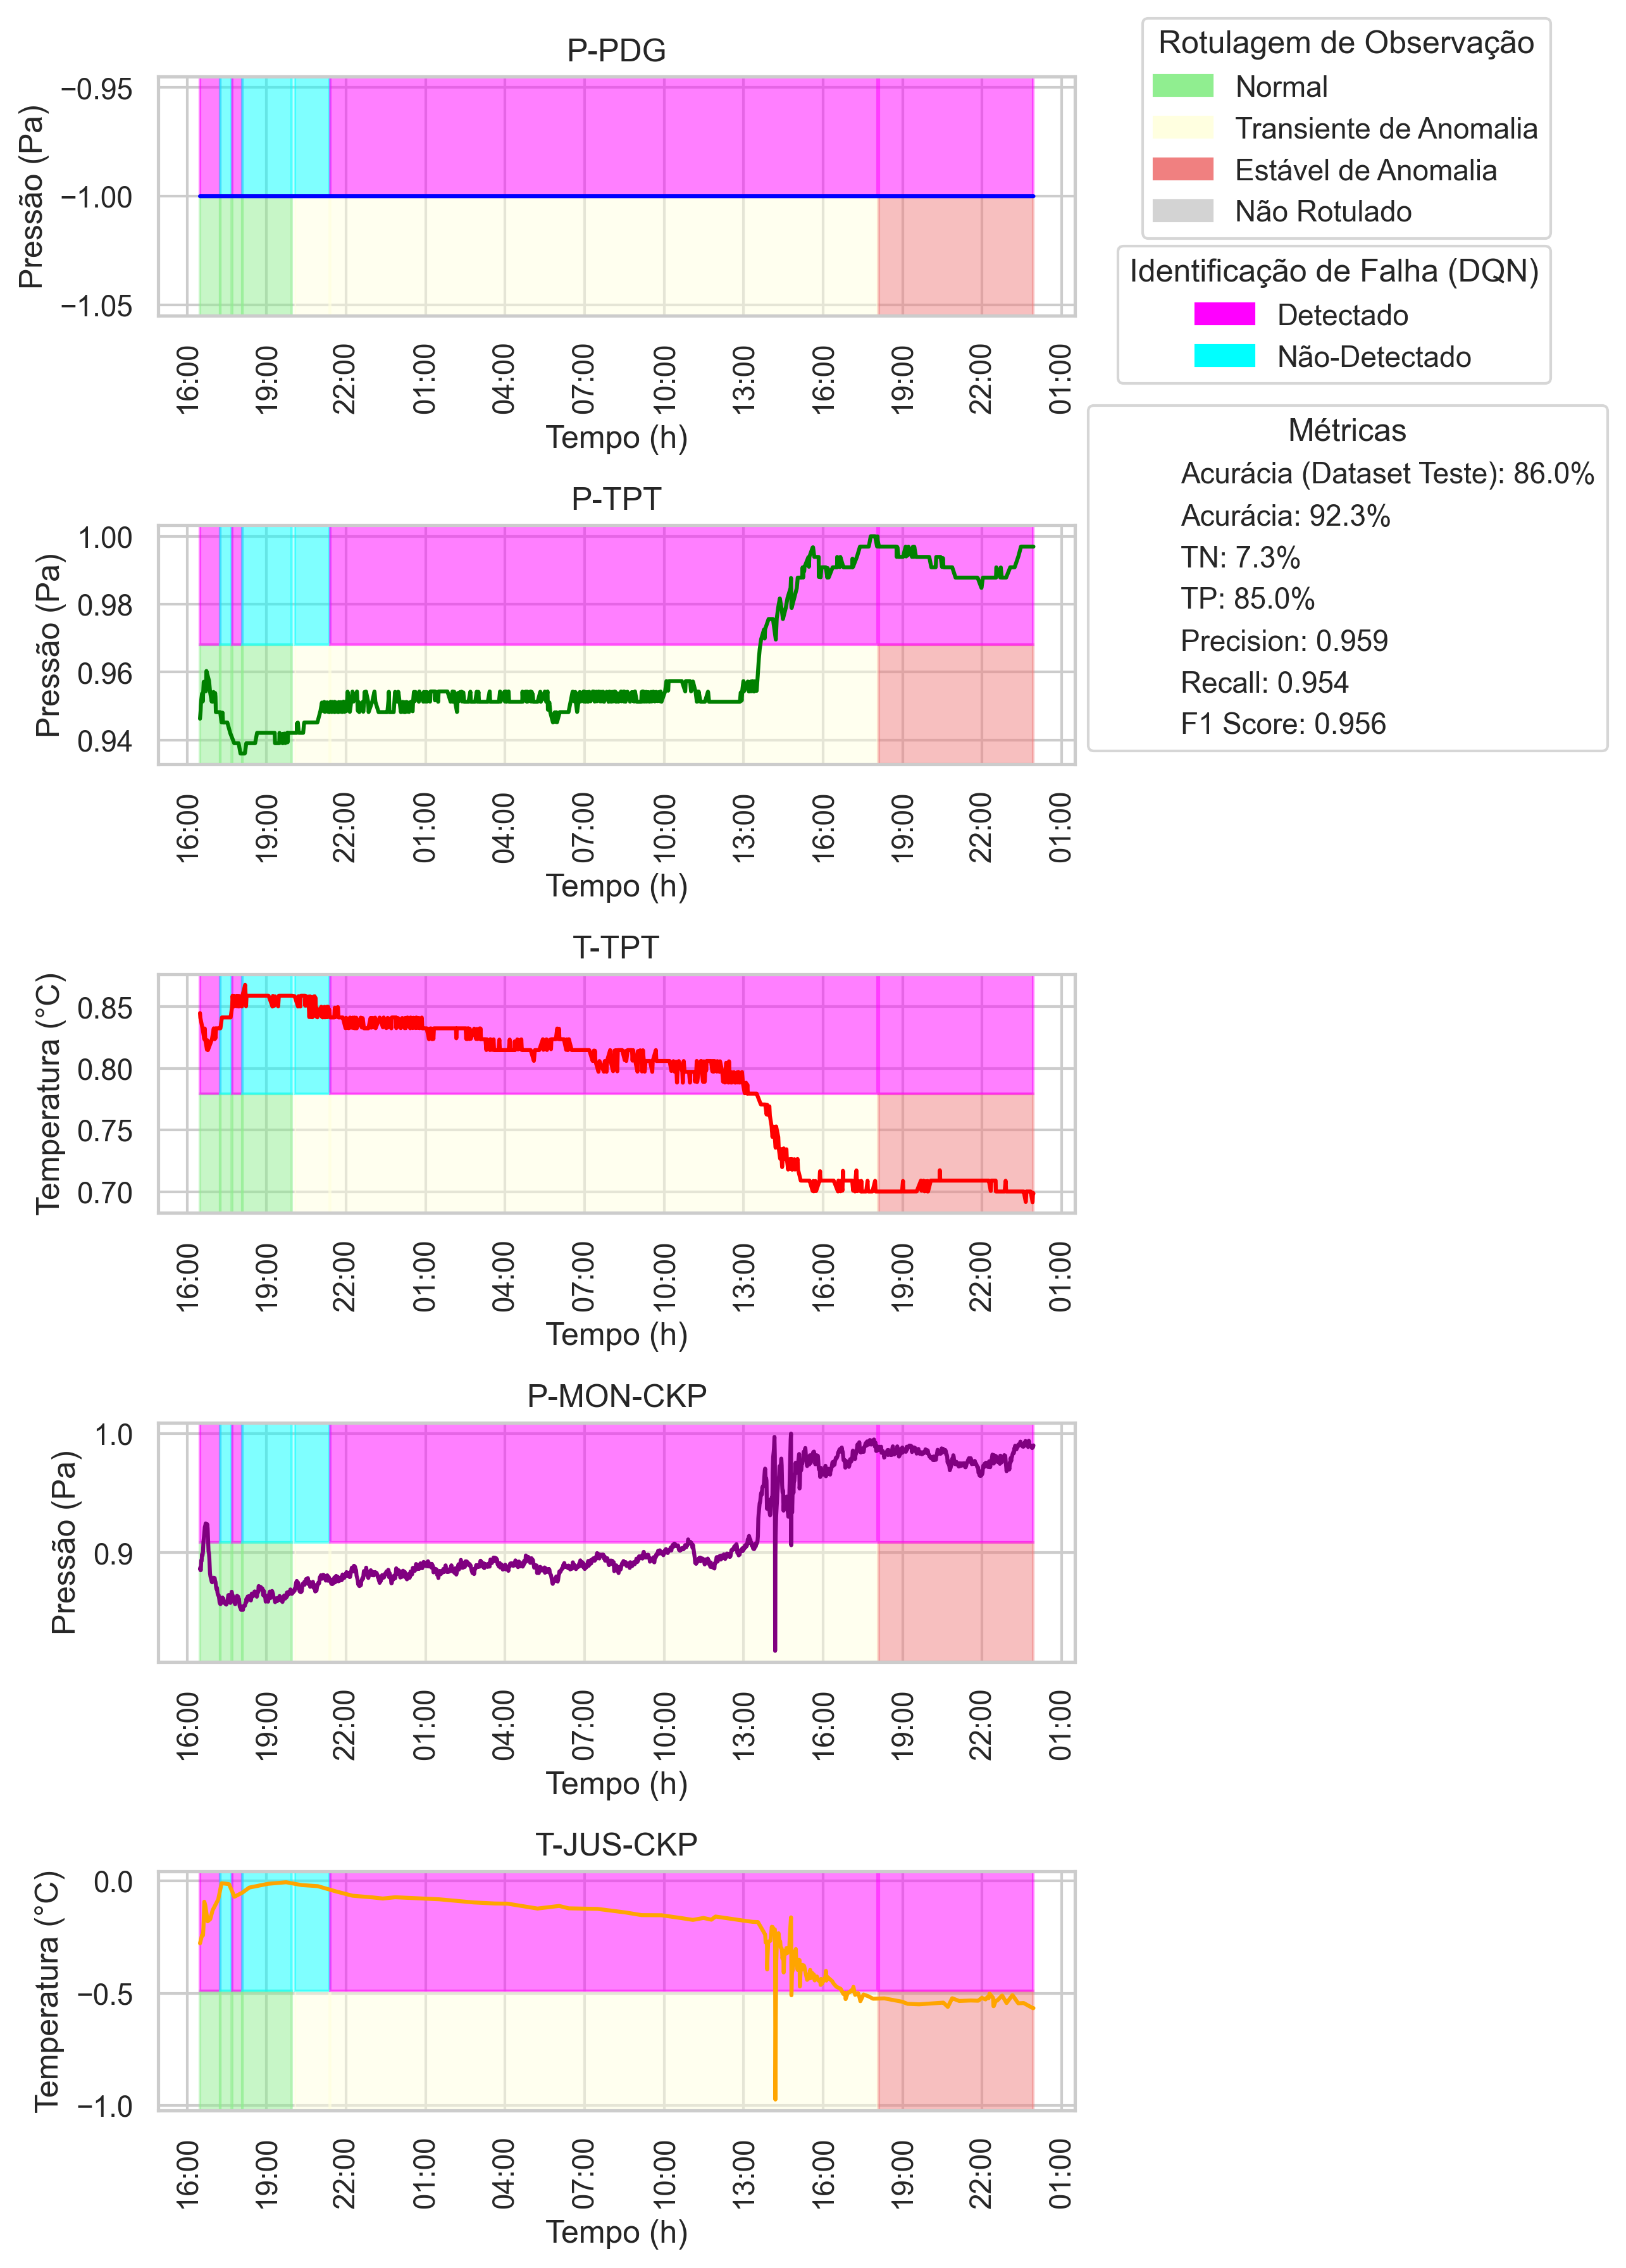 P-PDG
Pressão (Pa)
−0.95
−1.00
−1.05
16:00 19:00 22:00 01:00 04:00 07:00 10:00 13:00 16:00 19:00 22:00 01:00
Tempo (h)
Rotulagem de Observação
Normal
Transiente de Anomalia
Estável de Anomalia
Não Rotulado
Identificação de Falha (DQN)
Detectado
Não-Detectado
Métricas
Acurácia (Dataset Teste): 86.0%
Acurácia: 92.3%
TN: 7.3%
TP: 85.0%
Precision: 0.959
Recall: 0.954
F1 Score: 0.956
P-TPT
Pressão (Pa)
1.00
0.98
0.96
0.94
16:00 19:00 22:00 01:00 04:00 07:00 10:00 13:00 16:00 19:00 22:00 01:00
Tempo (h)
T-TPT
Temperatura (°C)
0.85
0.80
0.75
0.70
16:00 19:00 22:00 01:00 04:00 07:00 10:00 13:00 16:00 19:00 22:00 01:00
Tempo (h)
P-MON-CKP
Pressão (Pa)
1.0
0.9
16:00 19:00 22:00 01:00 04:00 07:00 10:00 13:00 16:00 19:00 22:00 01:00
Tempo (h)
T-JUS-CKP
Temperatura (°C)
0.0
−0.5
−1.0
16:00 19:00 22:00 01:00 04:00 07:00 10:00 13:00 16:00 19:00 22:00 01:00
Tempo (h)